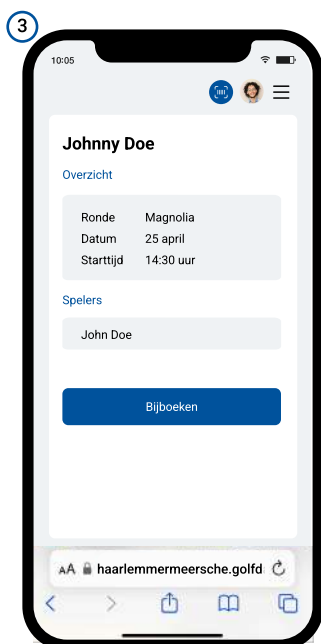 3
10:05
Johnny Doe
Overzicht
Ronde Magnolia
Datum 25 april
Starttijd 14:30 uur
Spelers
John Doe
Bijboeken
AA haarlemmermeersche.golfd